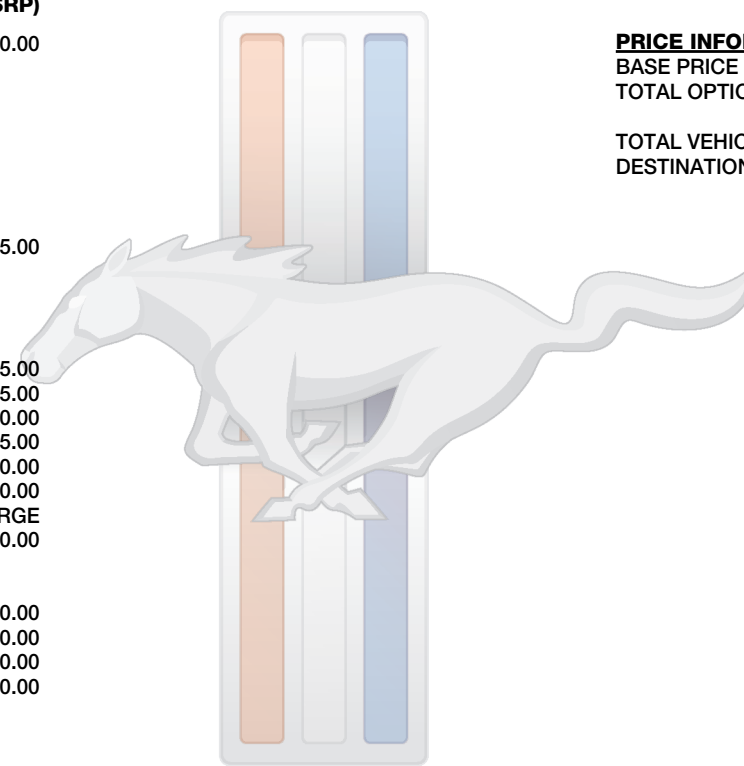 SRP)
0.00
5.00
5.00
5.00
0.00
5.00
0.00
0.00
RGE
0.00
0.00
0.00
0.00
0.00
PRICE INFO
BASE PRICE
TOTAL OPTIO
TOTAL VEHIC
DESTINATION